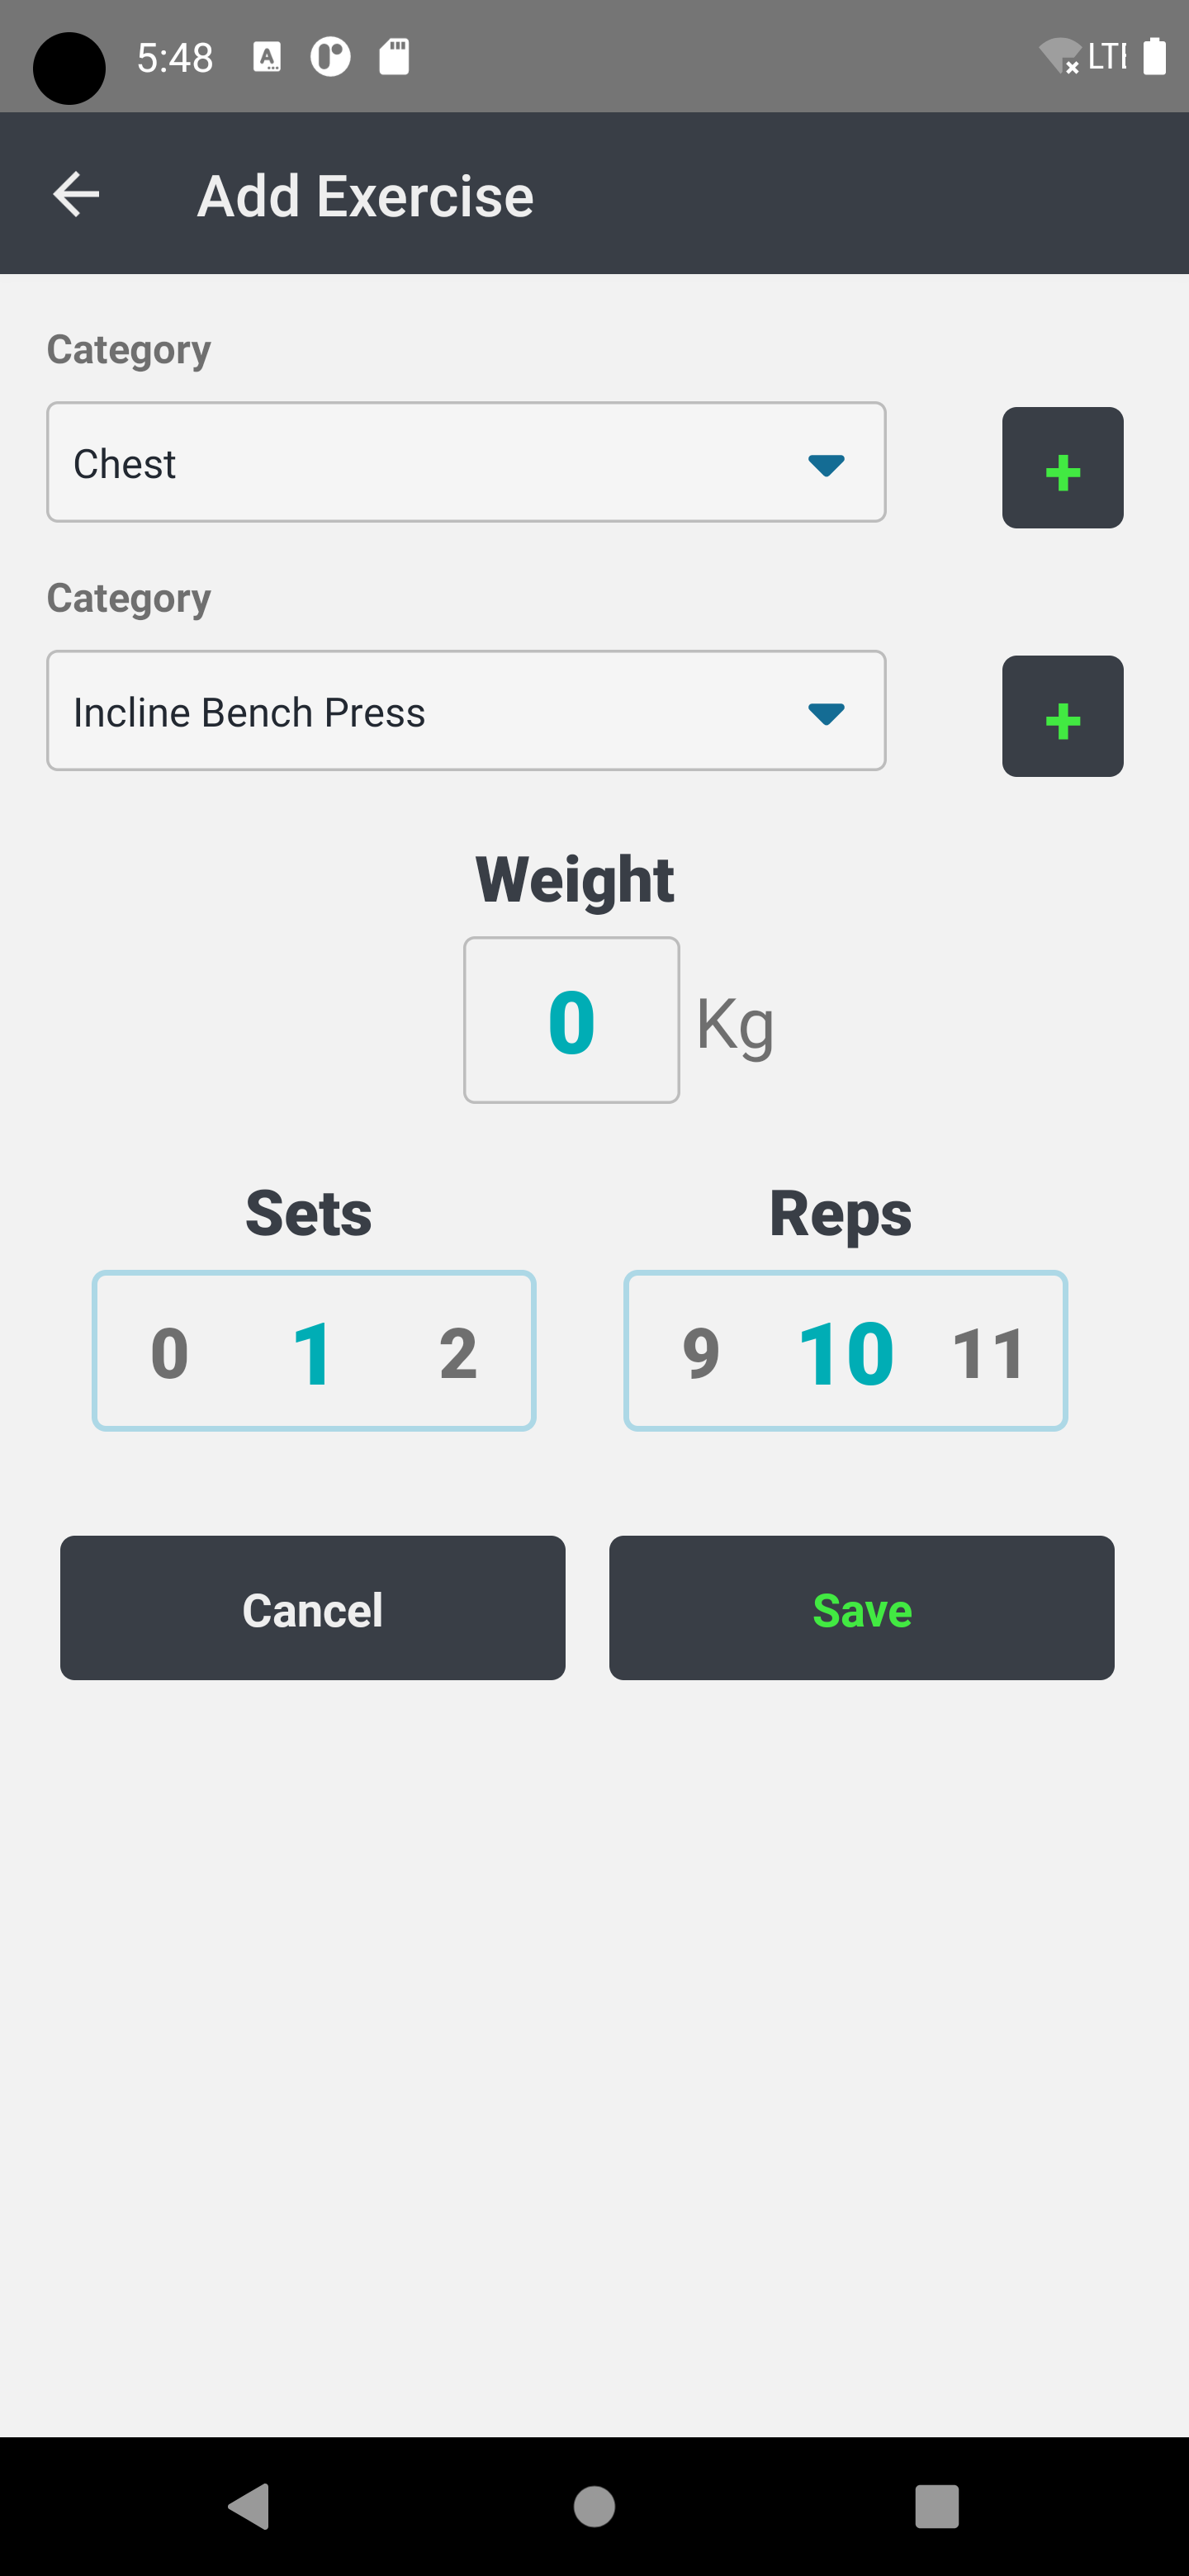 5:48
LTE
Add Exercise
Category
Chest
+
Category
Incline Bench Press
+
Weight
0 Kg
Sets Reps
0 1 2 9 10 11
Cancel Save